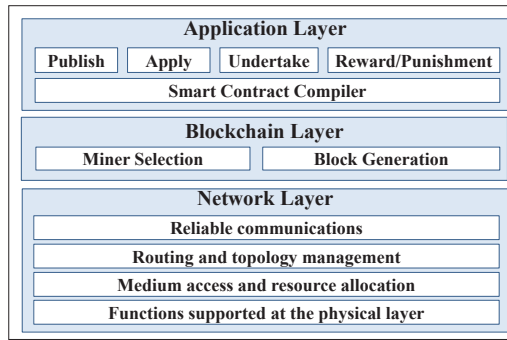 Application Layer
Publish Apply Undertake Reward/Punishment
Smart Contract Compiler
Blockchain Layer
Miner Selection Block Generation
Network Layer
Reliable communications
Routing and topology management
Medium access and resource allocation
Functions supported at the physical layer